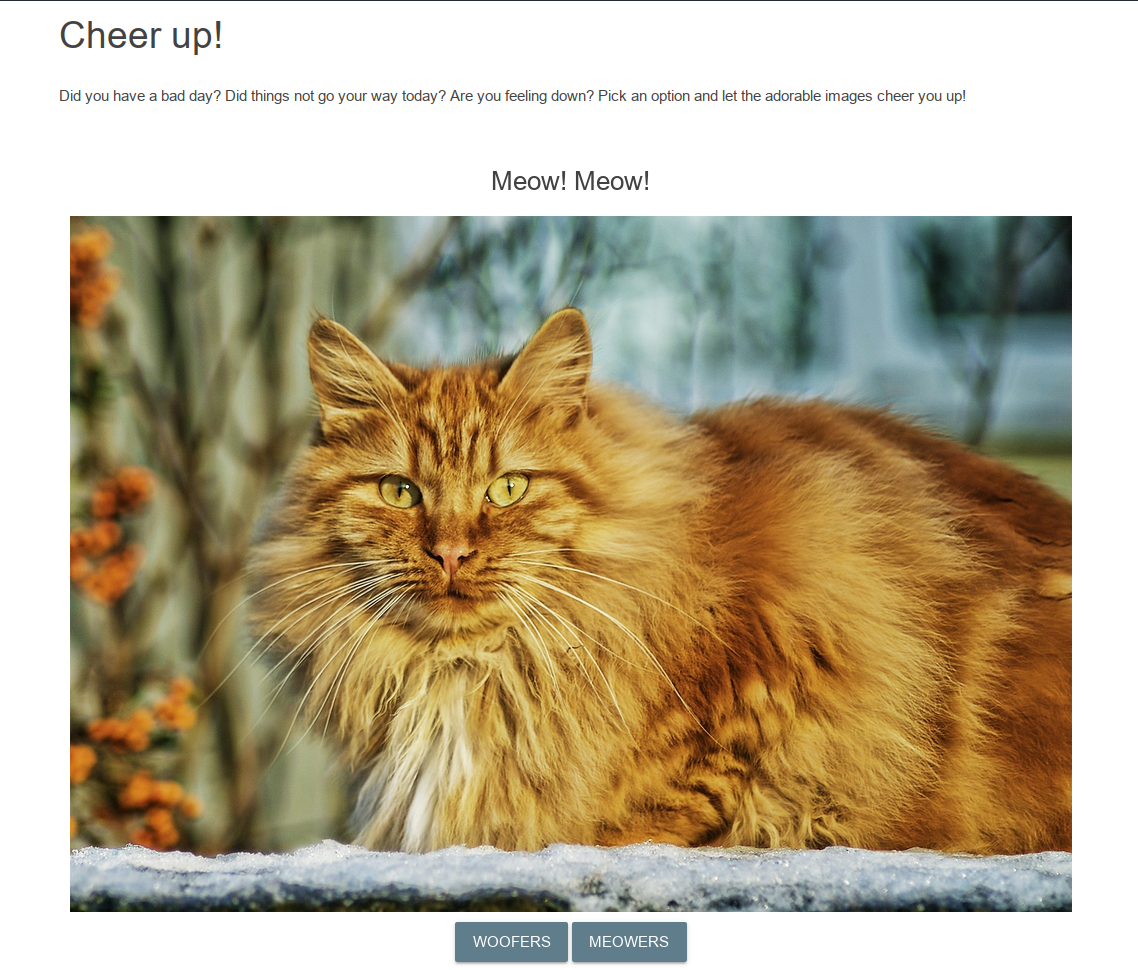 Cheer up!
Did you have a bad day? Did things not go your way today? Are you feeling down? Pick an option and let the adorable images cheer you up!
Meow! Meow!
WOOFERS
MEOWERS